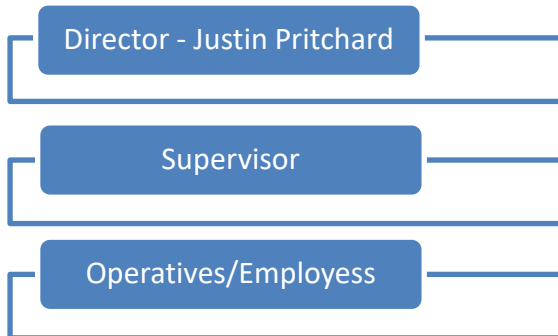 Director - Justin Pritchard
Supervisor
Operatives/Employess